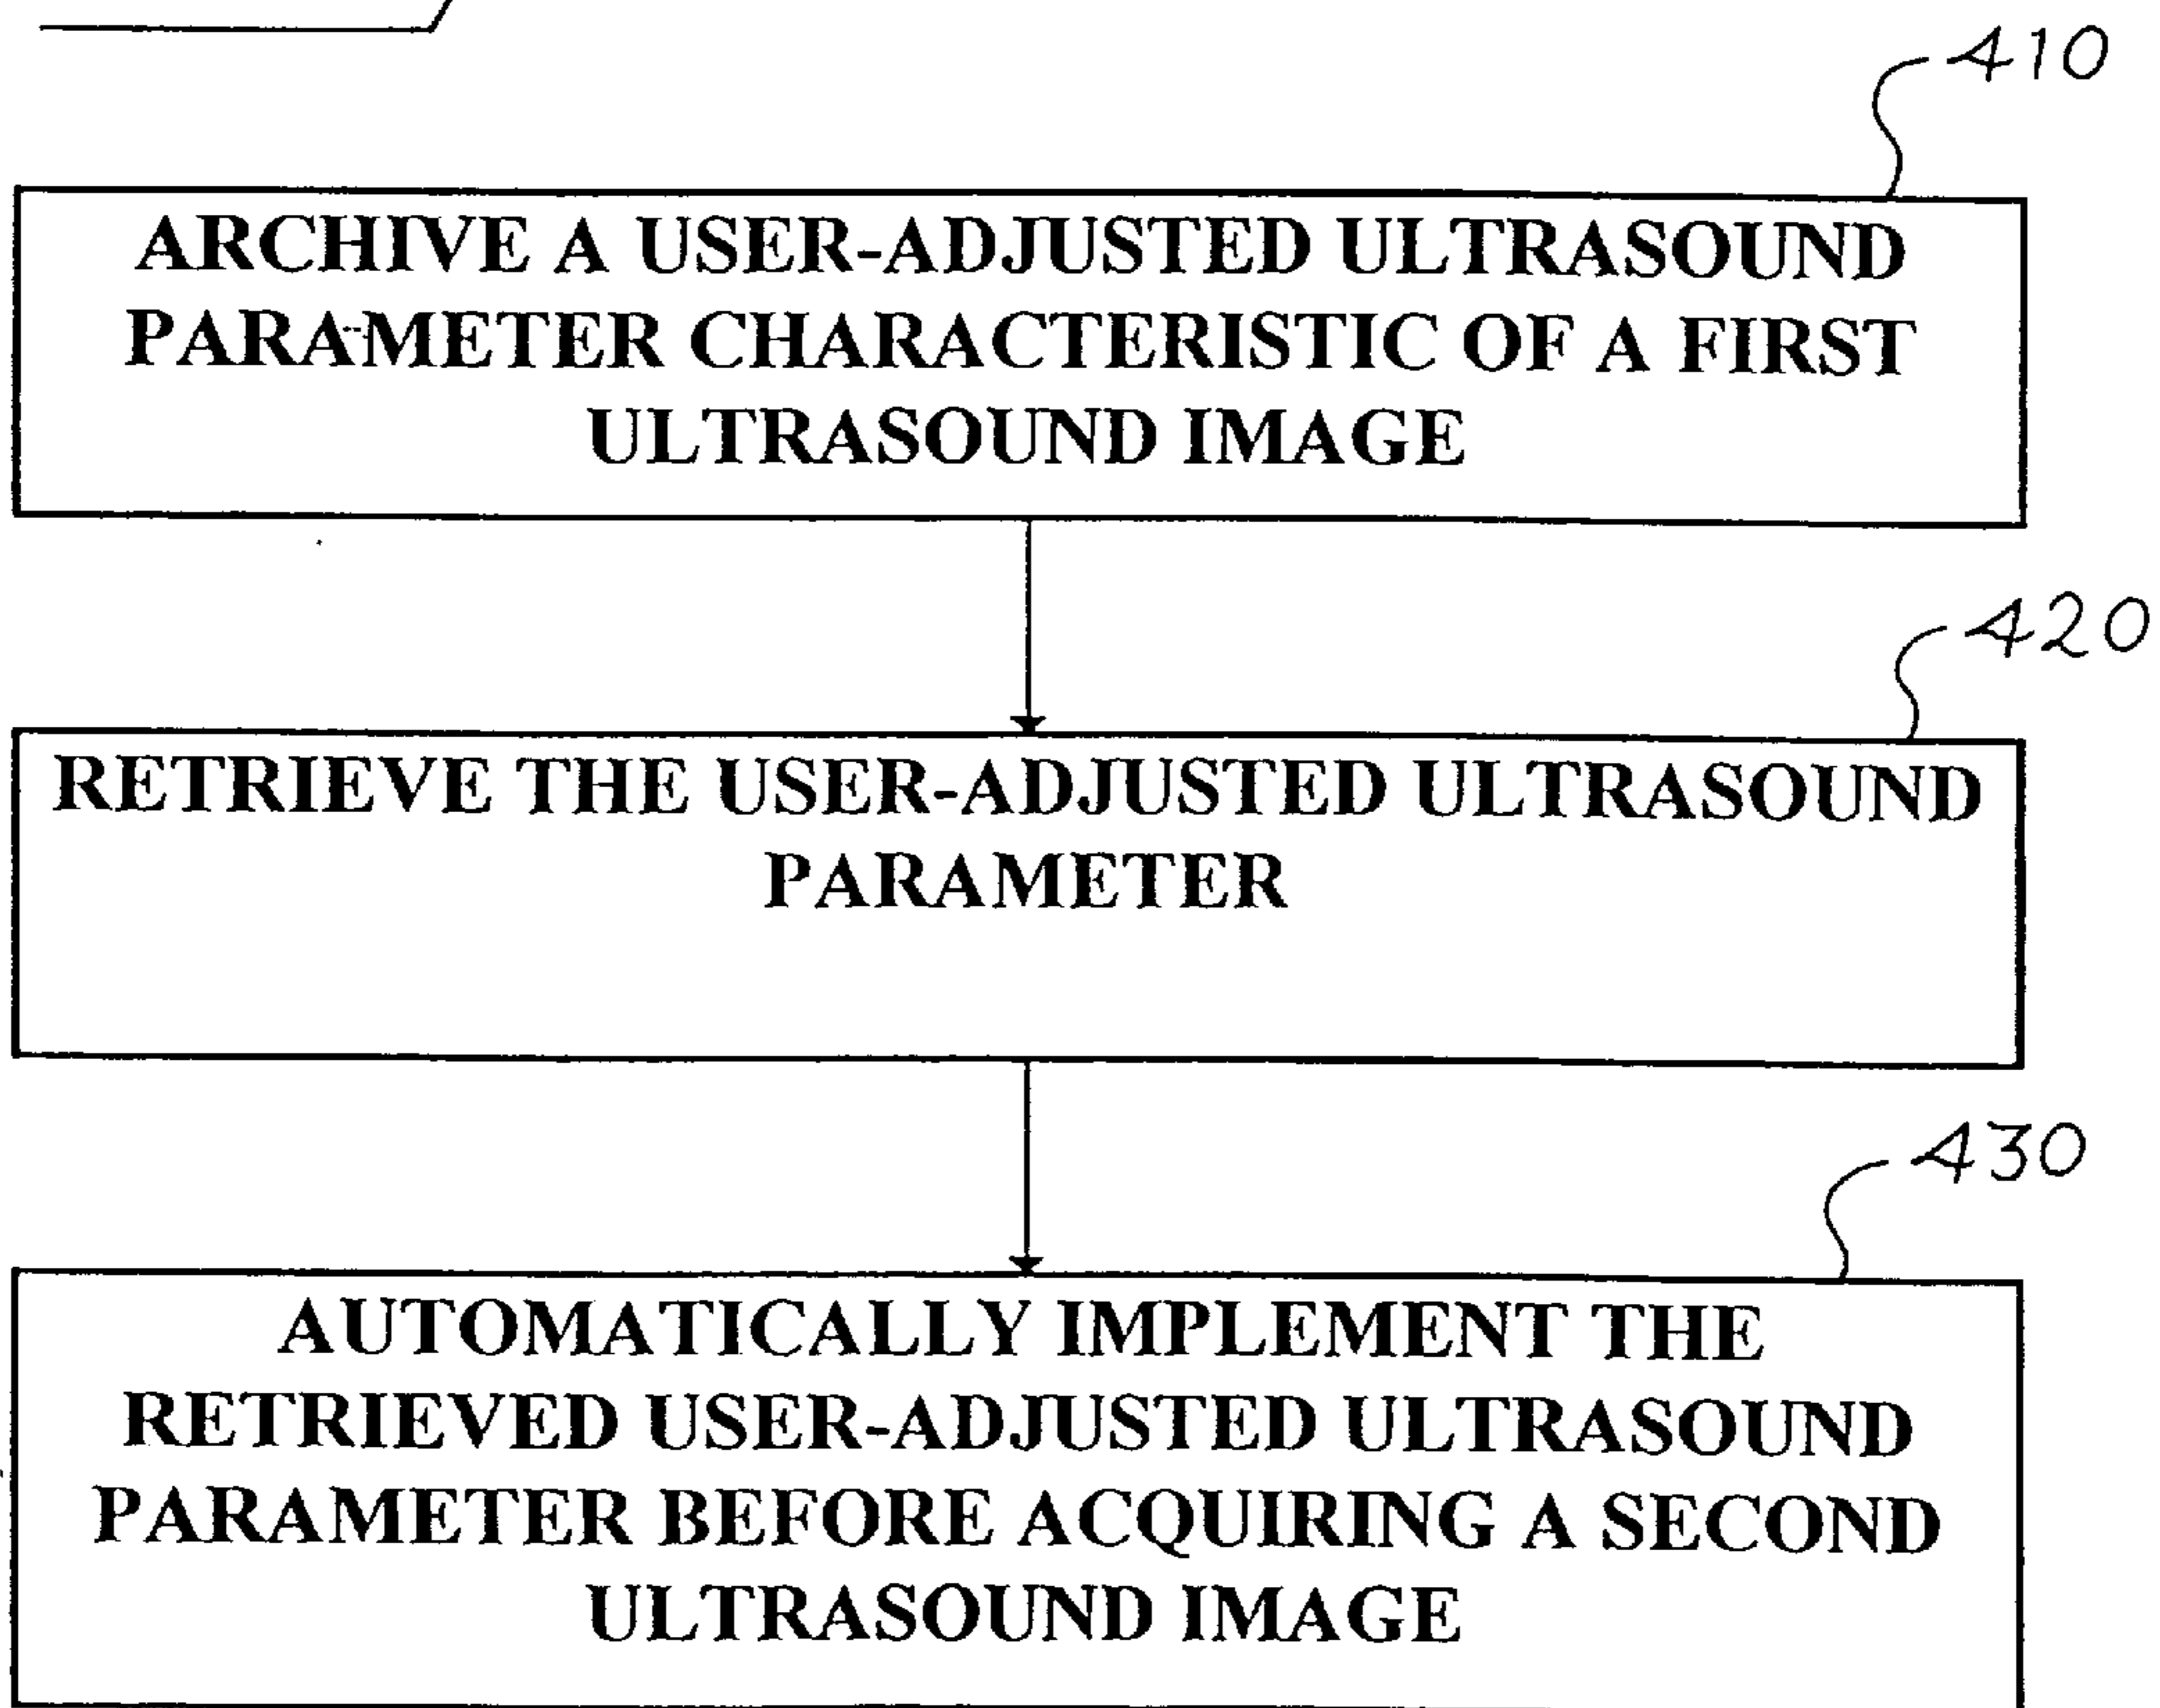 410
ARCHIVE A USER-ADJUSTED ULTRASOUND
PARAMETER CHARACTERISTIC OF A FIRST
ULTRASOUND IMAGE
420
RETRIEVE THE USER-ADJUSTED ULTRASOUND
PARAMETER
430
AUTOMATICALLY IMPLEMENT THE
RETRIEVED USER-ADJUSTED ULTRASOUND
PARAMETER BEFORE ACQUIRING A SECOND
ULTRASOUND IMAGE